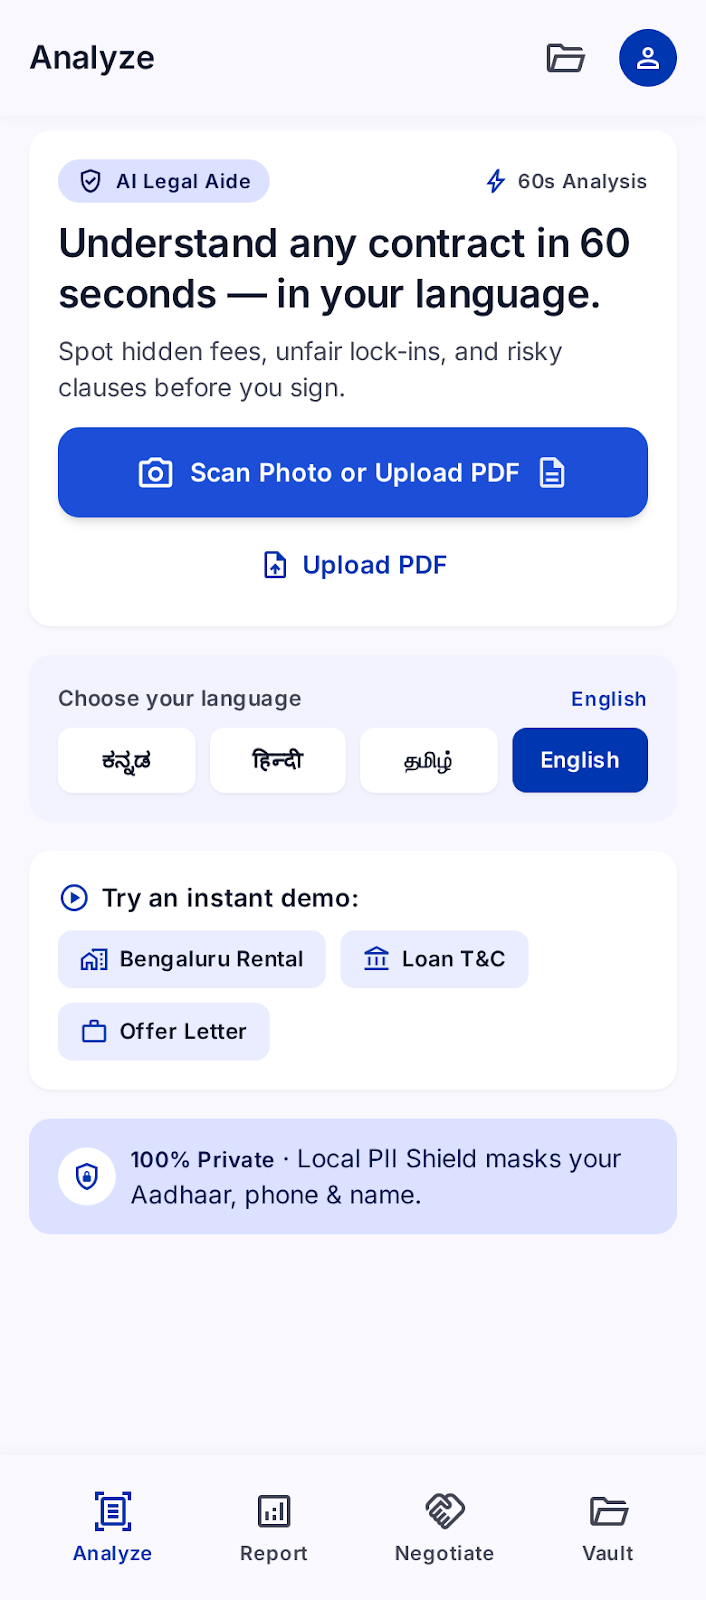 Analyze
AI Legal Aide
60s Analysis
Understand any contract in 60
seconds — in your language.
Spot hidden fees, unfair lock-ins, and risky
clauses before you sign.
Scan Photo or Upload PDF
Upload PDF
Choose your language
English
ಕನ್ನಡ
हिन्दी
தமிழ்
English
Try an instant demo:
Bengaluru Rental
Loan T&C
Offer Letter
100% Private · Local PII Shield masks your
Aadhaar, phone & name.
Analyze
Report
Negotiate
Vault